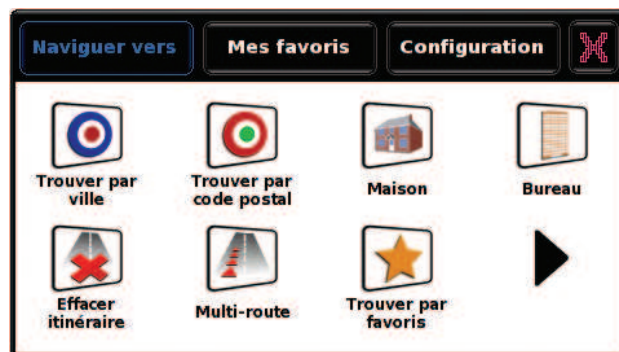 Naviguer vers
Mes favoris
Configuration
Trouver par
ville
Trouver par
code postal
Maison
Bureau
Effacer
itinéraire
Multi-route
Trouver par
favoris